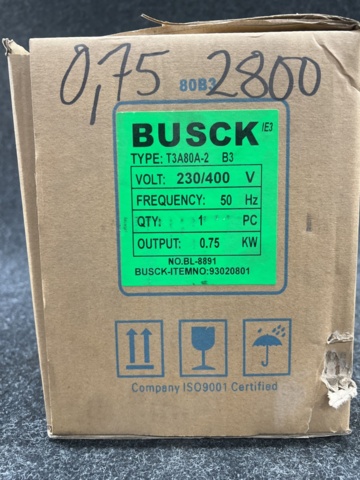 0,75 2800
80B3
BUSCK /E3
TYPE: T3A80A-2 B3
VOLT: 230/400 V
FREQUENCY: 50 Hz
QTY: 1 PC
OUTPUT: 0.75 KW
NO.BL-8891
BUSCK-ITEMNO:93020801
Company ISO9001 Certified